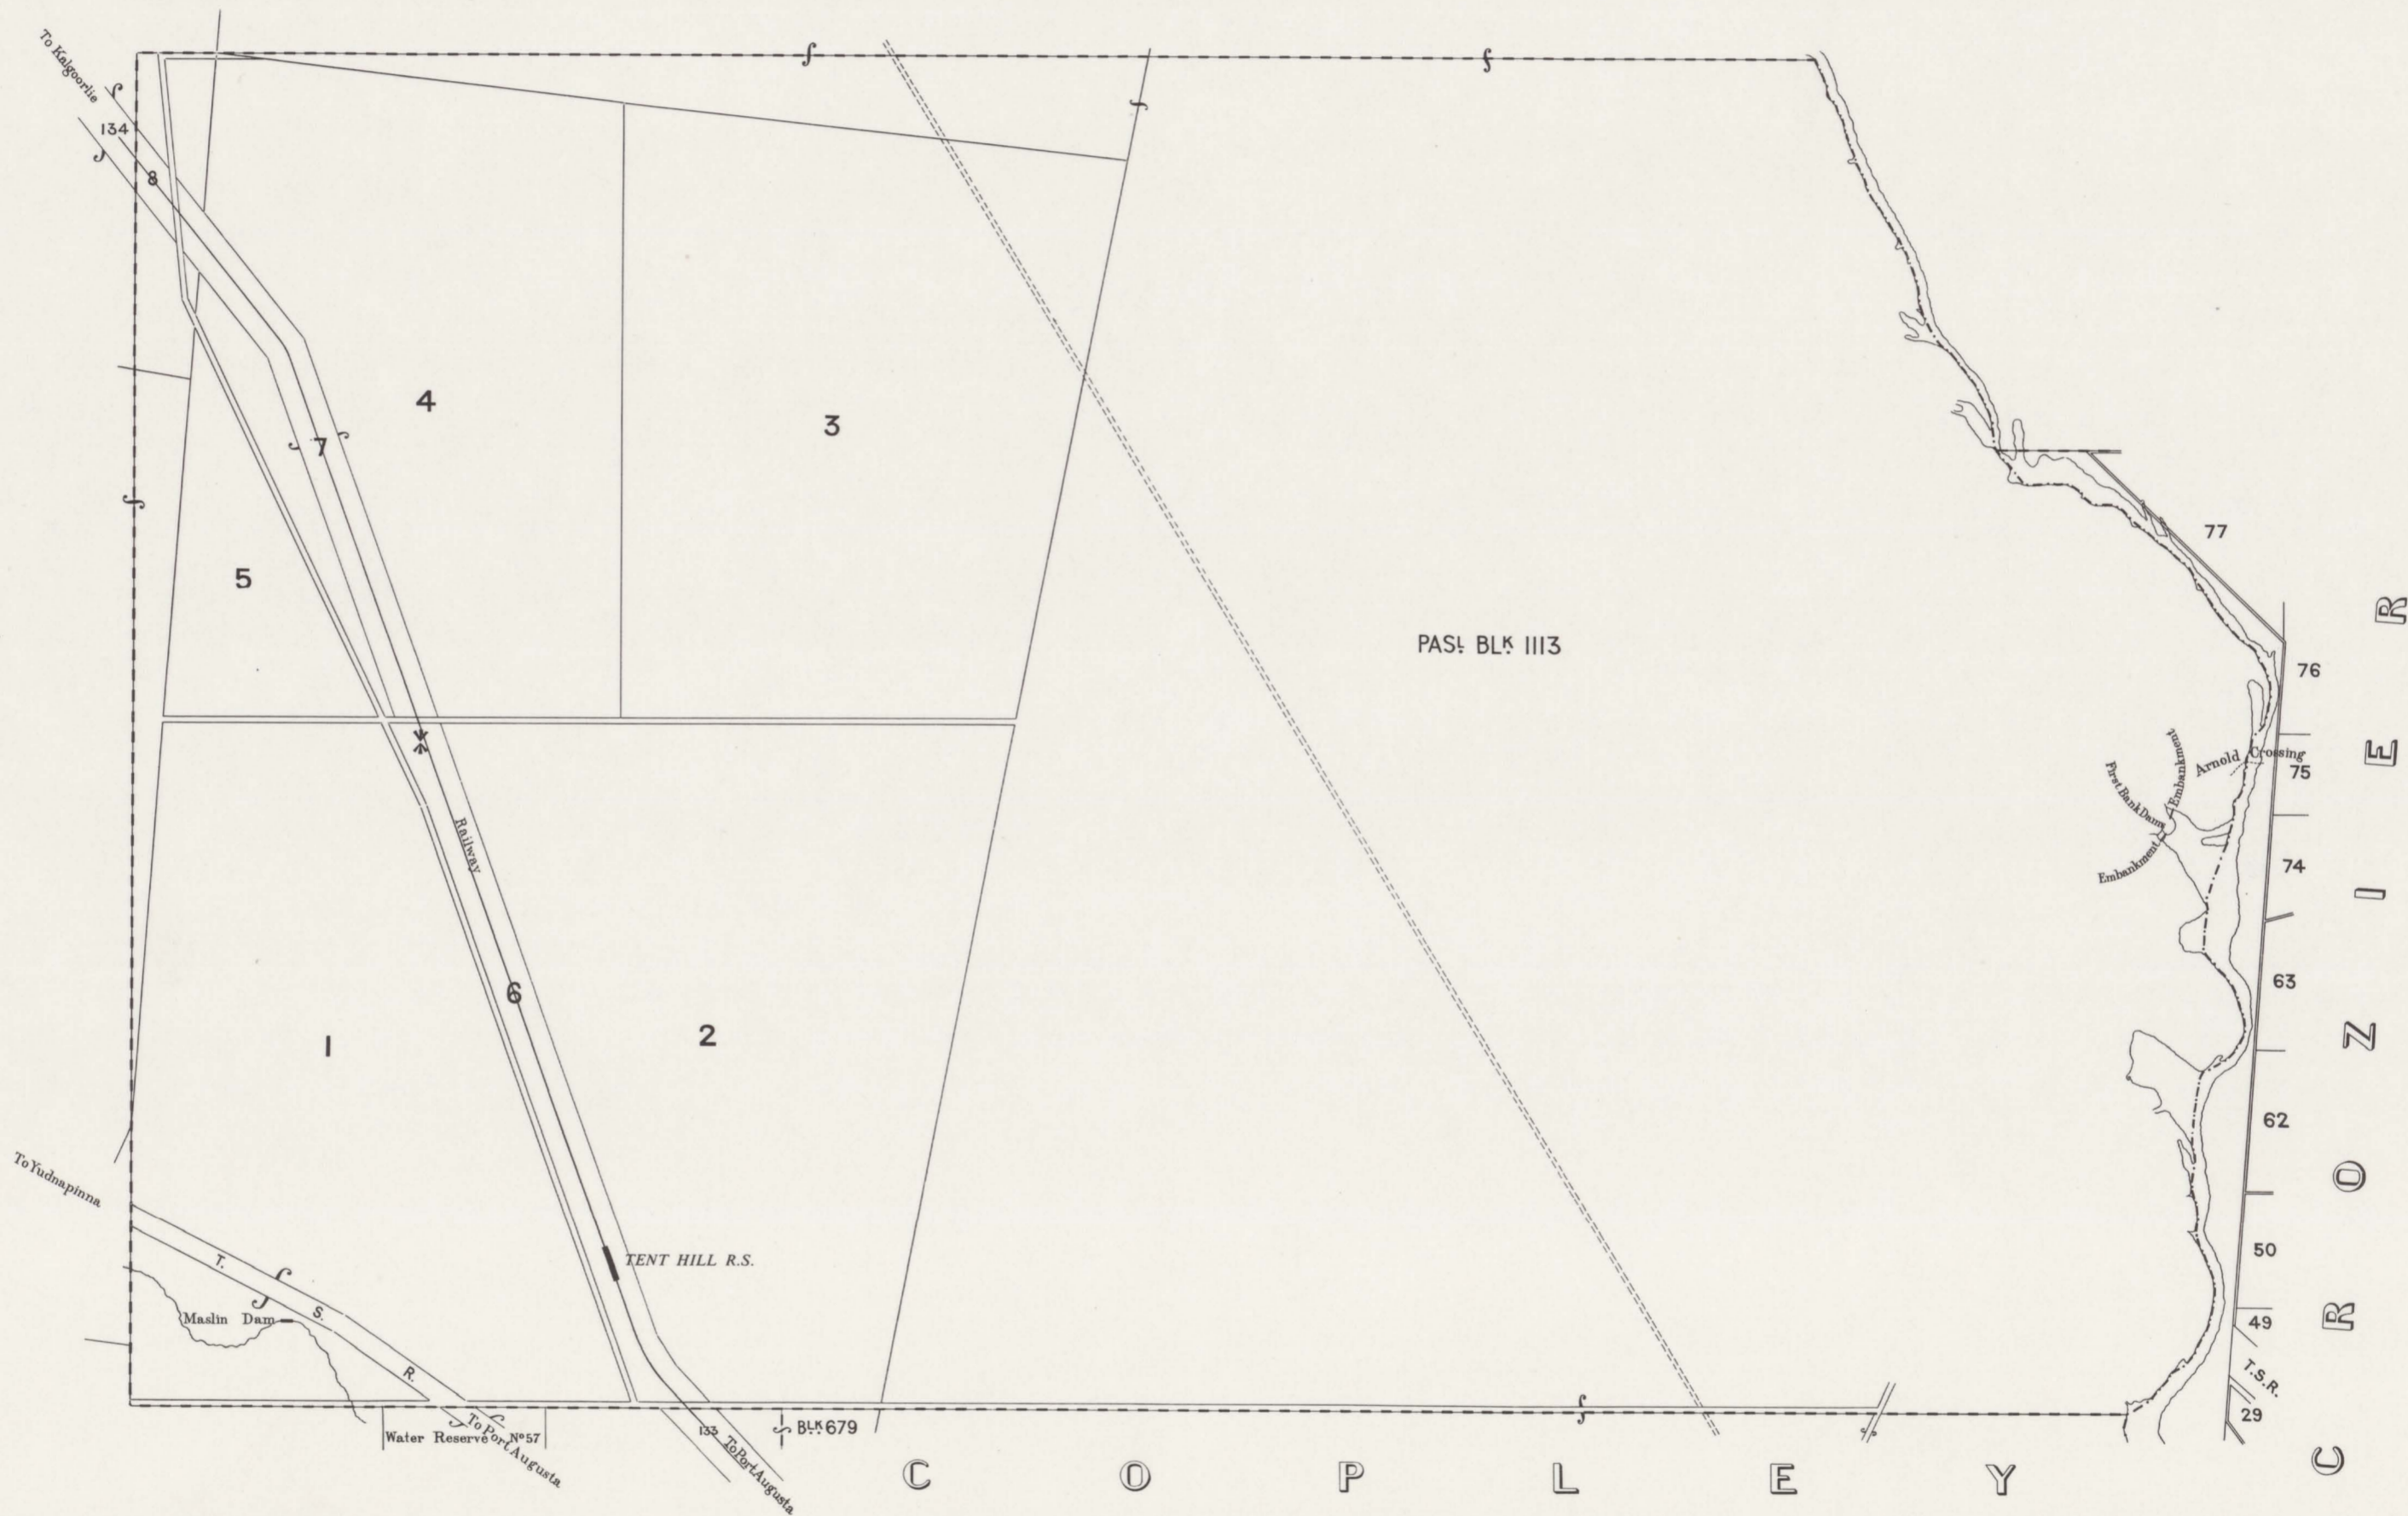 To Kalgoorlie
134
8
4
3
7
5
77
PASL. BLK. 1113
76
Arnold Crossing
75
First Bank Dam
Embankment
Embankment
74
Railway
63
6
1
2
62
To Yudnapinna
50
TENT HILL R.S.
T. S. R.
Maslin Dam
49
T.S.R.
29
Water Reserve No 57
To Port Augusta
133
To Port Augusta
BLK. 679
COPLEY
CROZIER